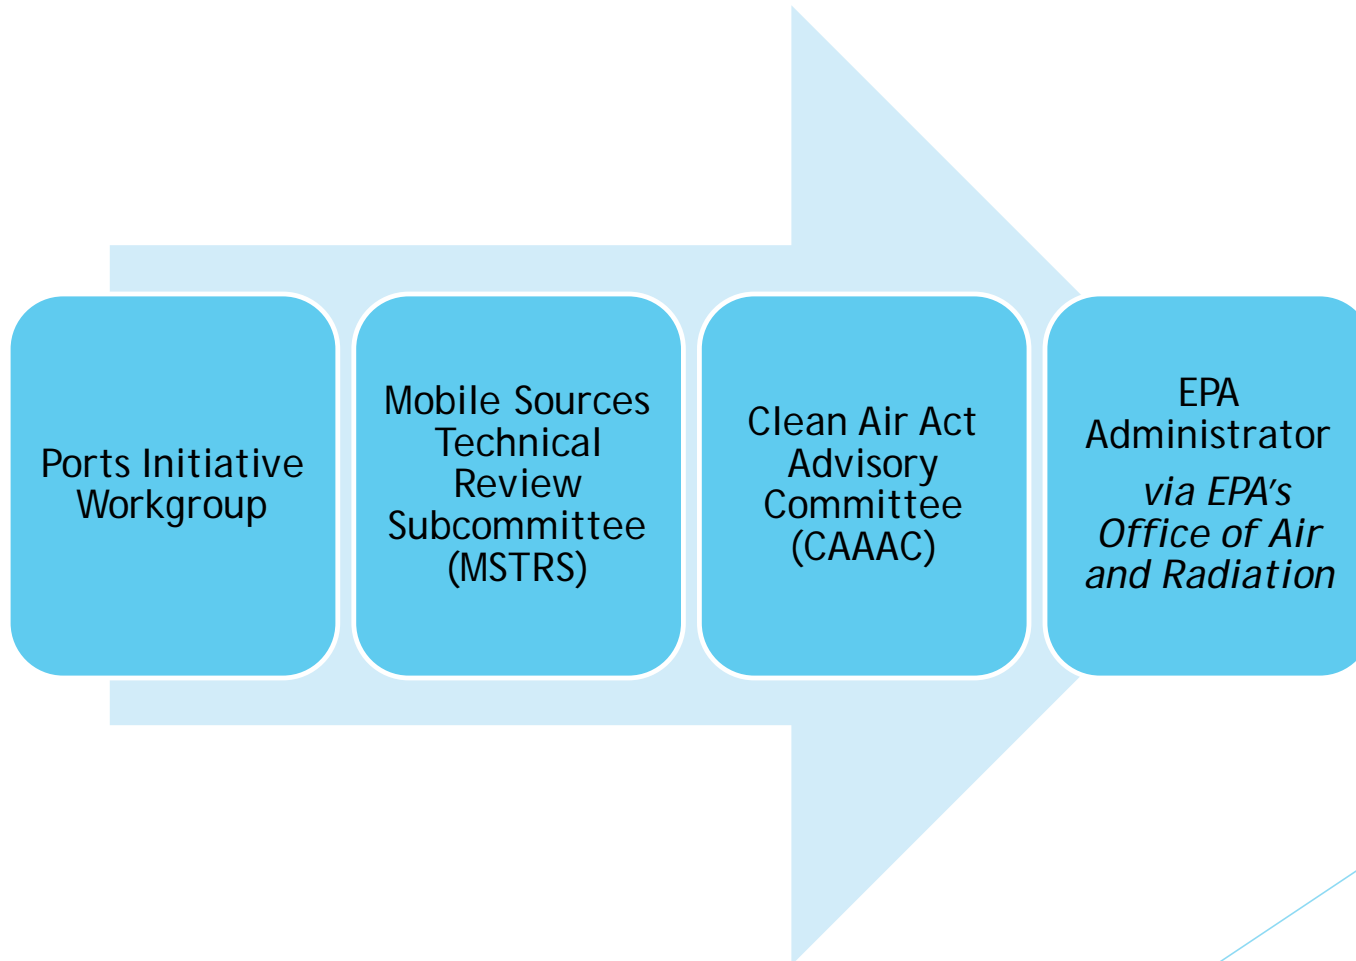 Ports Initiative
Workgroup
Mobile Sources
Technical
Review
Subcommittee
(MSTRS)
Clean Air Act
Advisory
Committee
(CAAAC)
EPA
Administrator
via EPA's
Office of Air
and Radiation